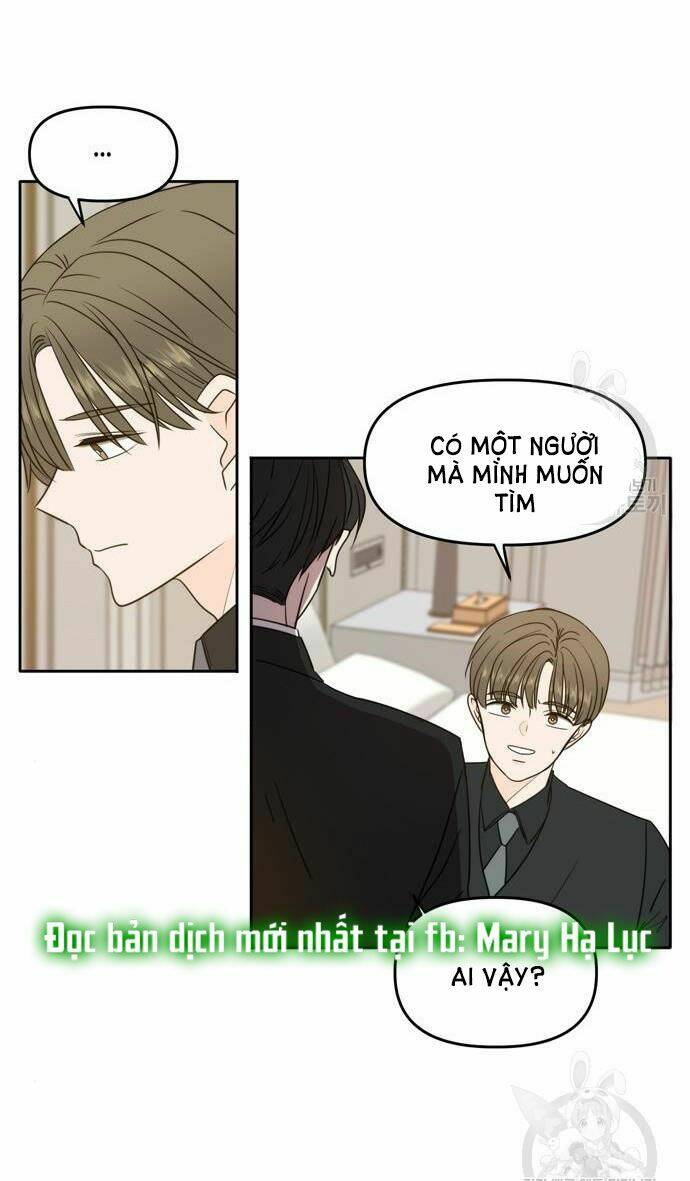 ...
CÓ MỘT NGƯỜI
MÀ MÌNH MUỐN
TÌM
Đọc bản dịch mới nhất tại fb: Mary Hạ Lục
AI VẬY?